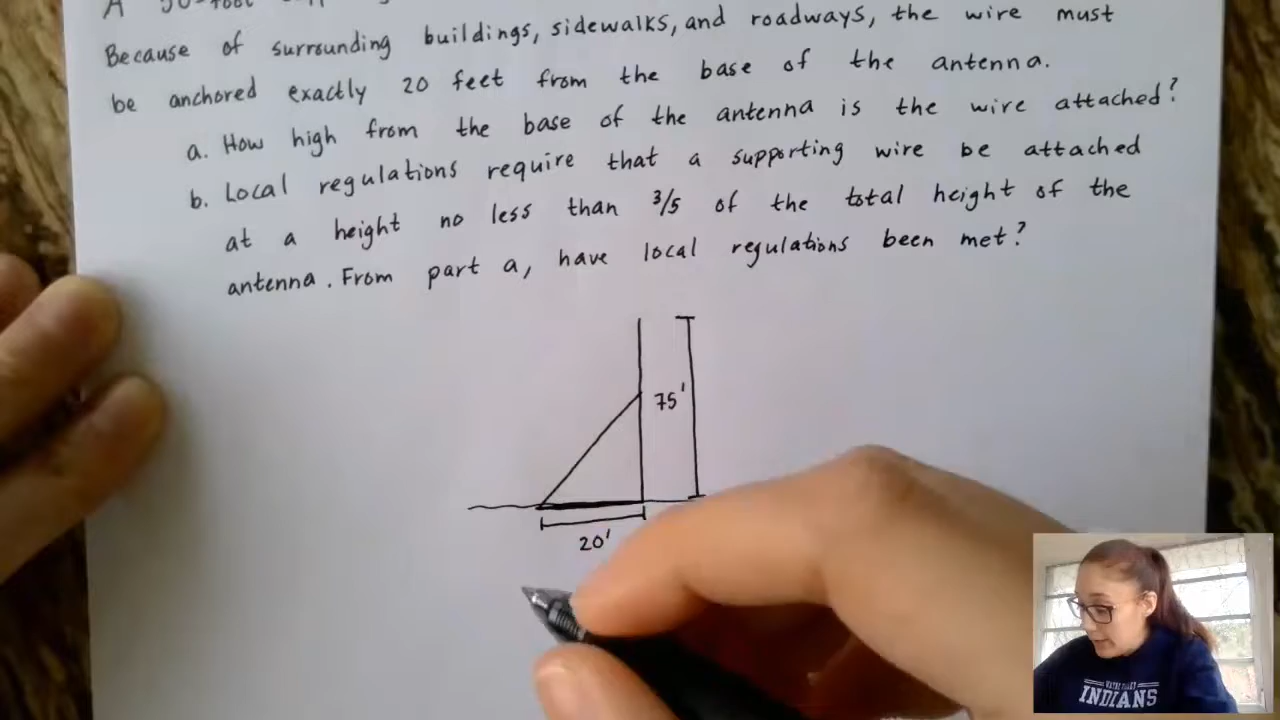 A
Because of surrounding buildings, sidewalks, and roadways, the wire must
be anchored exactly 20 feet from the base of the antenna.
a. How high from the base of the antenna is the wire attached?
b. Local regulations require that a supporting wire be attached
at a height no less than 3/5 of the total height of the
antenna. From part a, have local regulations been met?
75'
20'
INDIANS